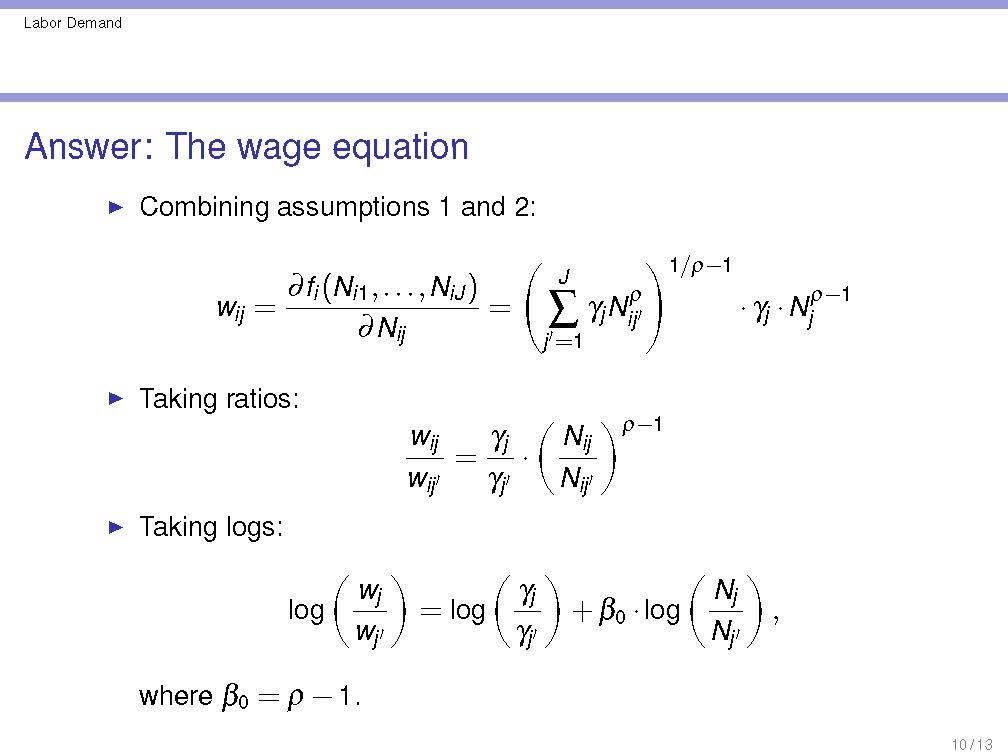 Labor Demand
Answer: The wage equation
▶ Combining assumptions 1 and 2:
w_{ij} = \frac{\partial f_i(N_{i1}, \ldots, N_{iJ})}{\partial N_{ij}} = \left( \sum_{j'=1}^{J} \gamma_j N_{ij'}^{\rho} \right)^{1/\rho-1} \cdot \gamma_j \cdot N_j^{\rho-1}
▶ Taking ratios:
\frac{w_{ij}}{w_{ij'}} = \frac{\gamma_j}{\gamma_{j'}} \cdot \left( \frac{N_{ij}}{N_{ij'}} \right)^{\rho-1}
▶ Taking logs:
\log \left( \frac{w_j}{w_{j'}} \right) = \log \left( \frac{\gamma_j}{\gamma_{j'}} \right) + \beta_0 \cdot \log \left( \frac{N_j}{N_{j'}} \right),
where β₀ = ρ − 1.
10 / 13